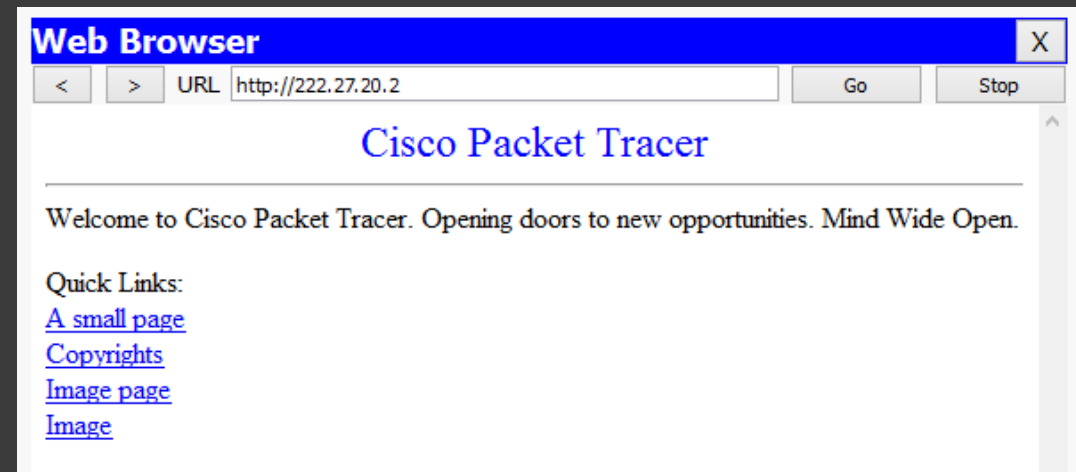 Web Browser X
< > URL http://222.27.20.2 Go Stop
Cisco Packet Tracer
Welcome to Cisco Packet Tracer. Opening doors to new opportunities. Mind Wide Open.
Quick Links:
A small page
Copyrights
Image page
Image